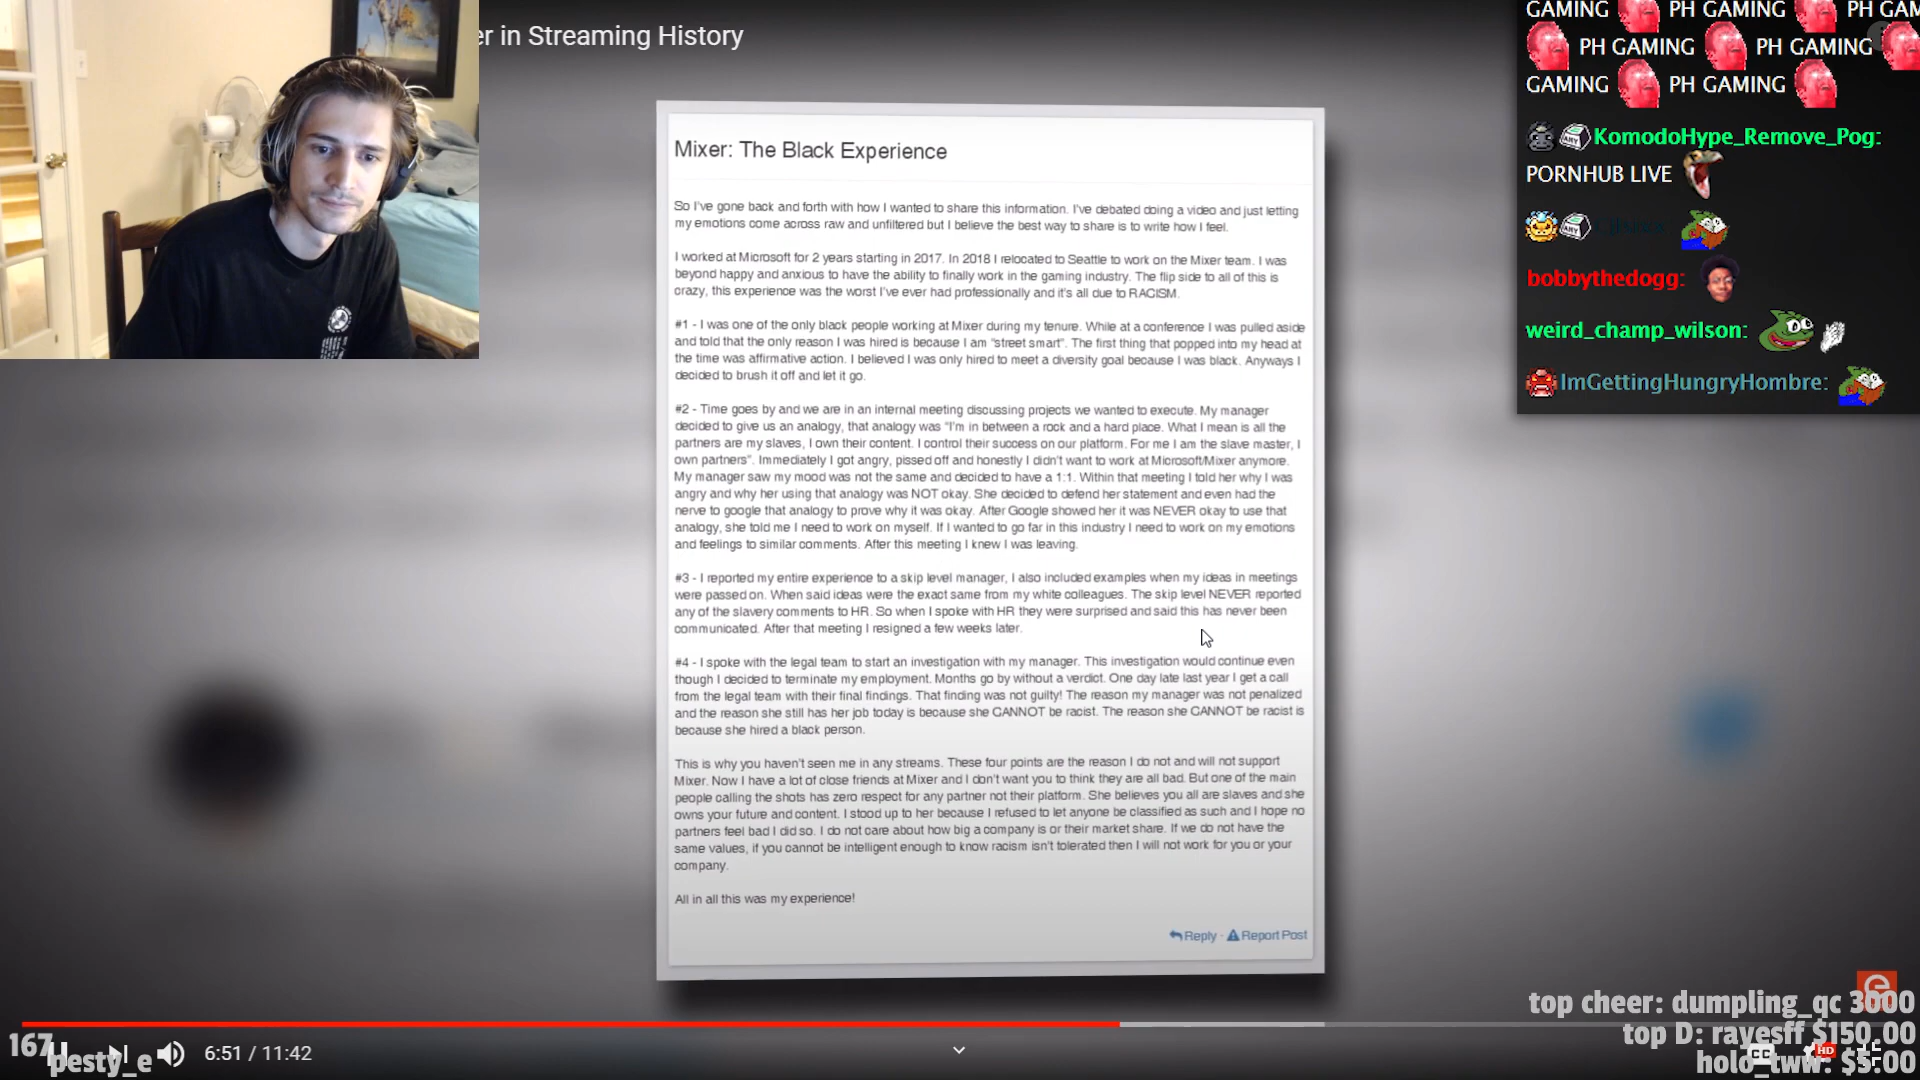 er in Streaming History
Mixer: The Black Experience
So I've gone back and forth with how I wanted to share this information. I've debated doing a video and just letting
my emotions come across raw and unfiltered but I believe the best way to share is to write how I feel.
I worked at Microsoft for 2 years starting in 2017. In 2018 I relocated to Seattle to work on the Mixer team. I was
beyond happy and anxious to have the ability to finally work in the gaming industry. The flip side to all of this is
crazy, this experience was the worst I've ever had professionally and it's all due to RACISM.
#1 - I was one of the only black people working at Mixer during my tenure. While at a conference I was pulled aside
and told that the only reason I was hired is because I am "street smart". The first thing that popped into my head at
the time was affirmative action. I believed I was only hired to meet a diversity goal because I was black. Anyways I
decided to brush it off and let it go.
#2 - Time goes by and we are in an internal meeting discussing projects we wanted to execute. My manager
decided to give us an analogy, that analogy was "I'm in between a rock and a hard place. What I mean is all the
partners are my slaves, I own their content. I control their success on our platform. For me I am the slave master, I
own partners". Immediately I got angry, pissed off and honestly I didn't want to work at Microsoft/Mixer anymore.
My manager saw my mood was not the same and decided to have a 1:1. Within that meeting I told her why I was
angry and why her using that analogy was NOT okay. She decided to defend her statement and even had the
nerve to google that analogy to prove why it was okay. After Google showed her it was NEVER okay to use that
analogy, she told me I need to work on myself. If I wanted to go far in this industry I need to work on my emotions
and feelings to similar comments. After this meeting I knew I was leaving.
#3 - I reported my entire experience to a skip level manager, I also included examples when my ideas in meetings
were passed on. When said ideas were the exact same from my white colleagues. The skip level NEVER reported
any of the slavery comments to HR. So when I spoke with HR they were surprised and said this has never been
communicated. After that meeting I resigned a few weeks later.
#4 - I spoke with the legal team to start an investigation with my manager. This investigation would continue even
though I decided to terminate my employment. Months go by without a verdict. One day late last year I get a call
from the legal team with their final findings. That finding was not guilty! The reason my manager was not penalized
and the reason she still has her job today is because she CANNOT be racist. The reason she CANNOT be racist is
because she hired a black person.
This is why you haven't seen me in any streams. These four points are the reason I do not and will not support
Mixer. Now I have a lot of close friends at Mixer and I don't want you to think they are all bad. But one of the main
people calling the shots has zero respect for any partner not their platform. She believes you all are slaves and she
owns your future and content. I stood up to her because I refused to let anyone be classified as such and I hope no
partners feel bad I did so. I do not care about how big a company is or their market share. If we do not have the
same values, if you cannot be intelligent enough to know racism isn't tolerated then I will not work for you or your
company.
All in all this was my experience!
Reply · Report Post
GAMING PH GAMING PH GAM
PH GAMING PH GAMING
GAMING PH GAMING
KomodoHype_Remove_Pog:
PORNHUB LIVE
bobbythedogg:
weird_champ_wilson:
ImGettingHungryHombre:
top cheer: dumpling_qc 3000
top D: rayesff $150.00
holo_tww: $5.00
167
pesty_e
6:51 / 11:42
CC
HD